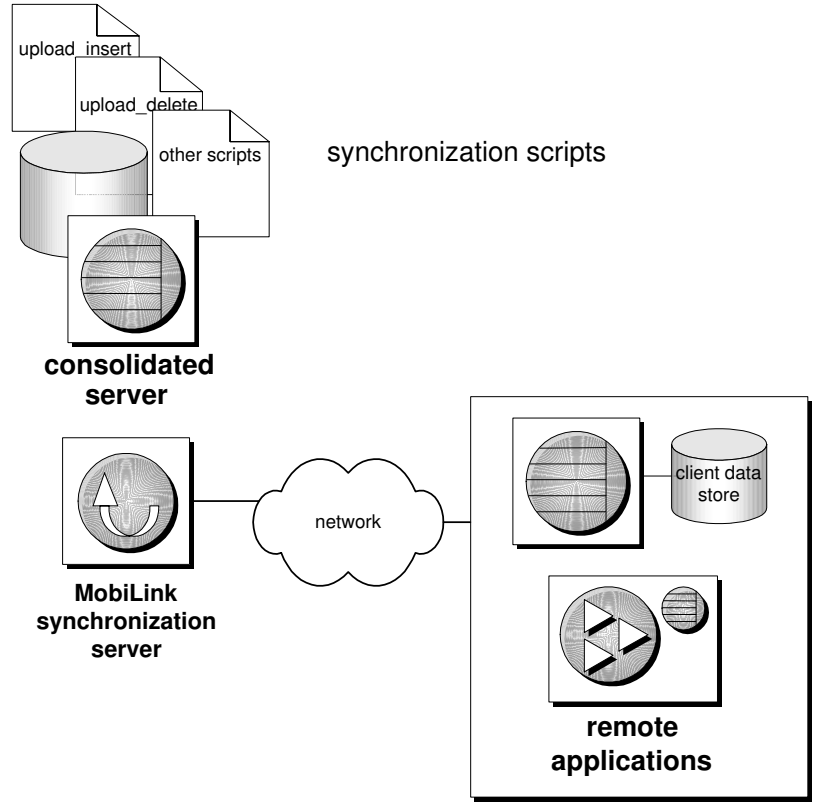 upload_insert
upload_delete
other scripts
synchronization scripts
consolidated
server
MobiLink
synchronization
server
network
client data
store
remote
applications